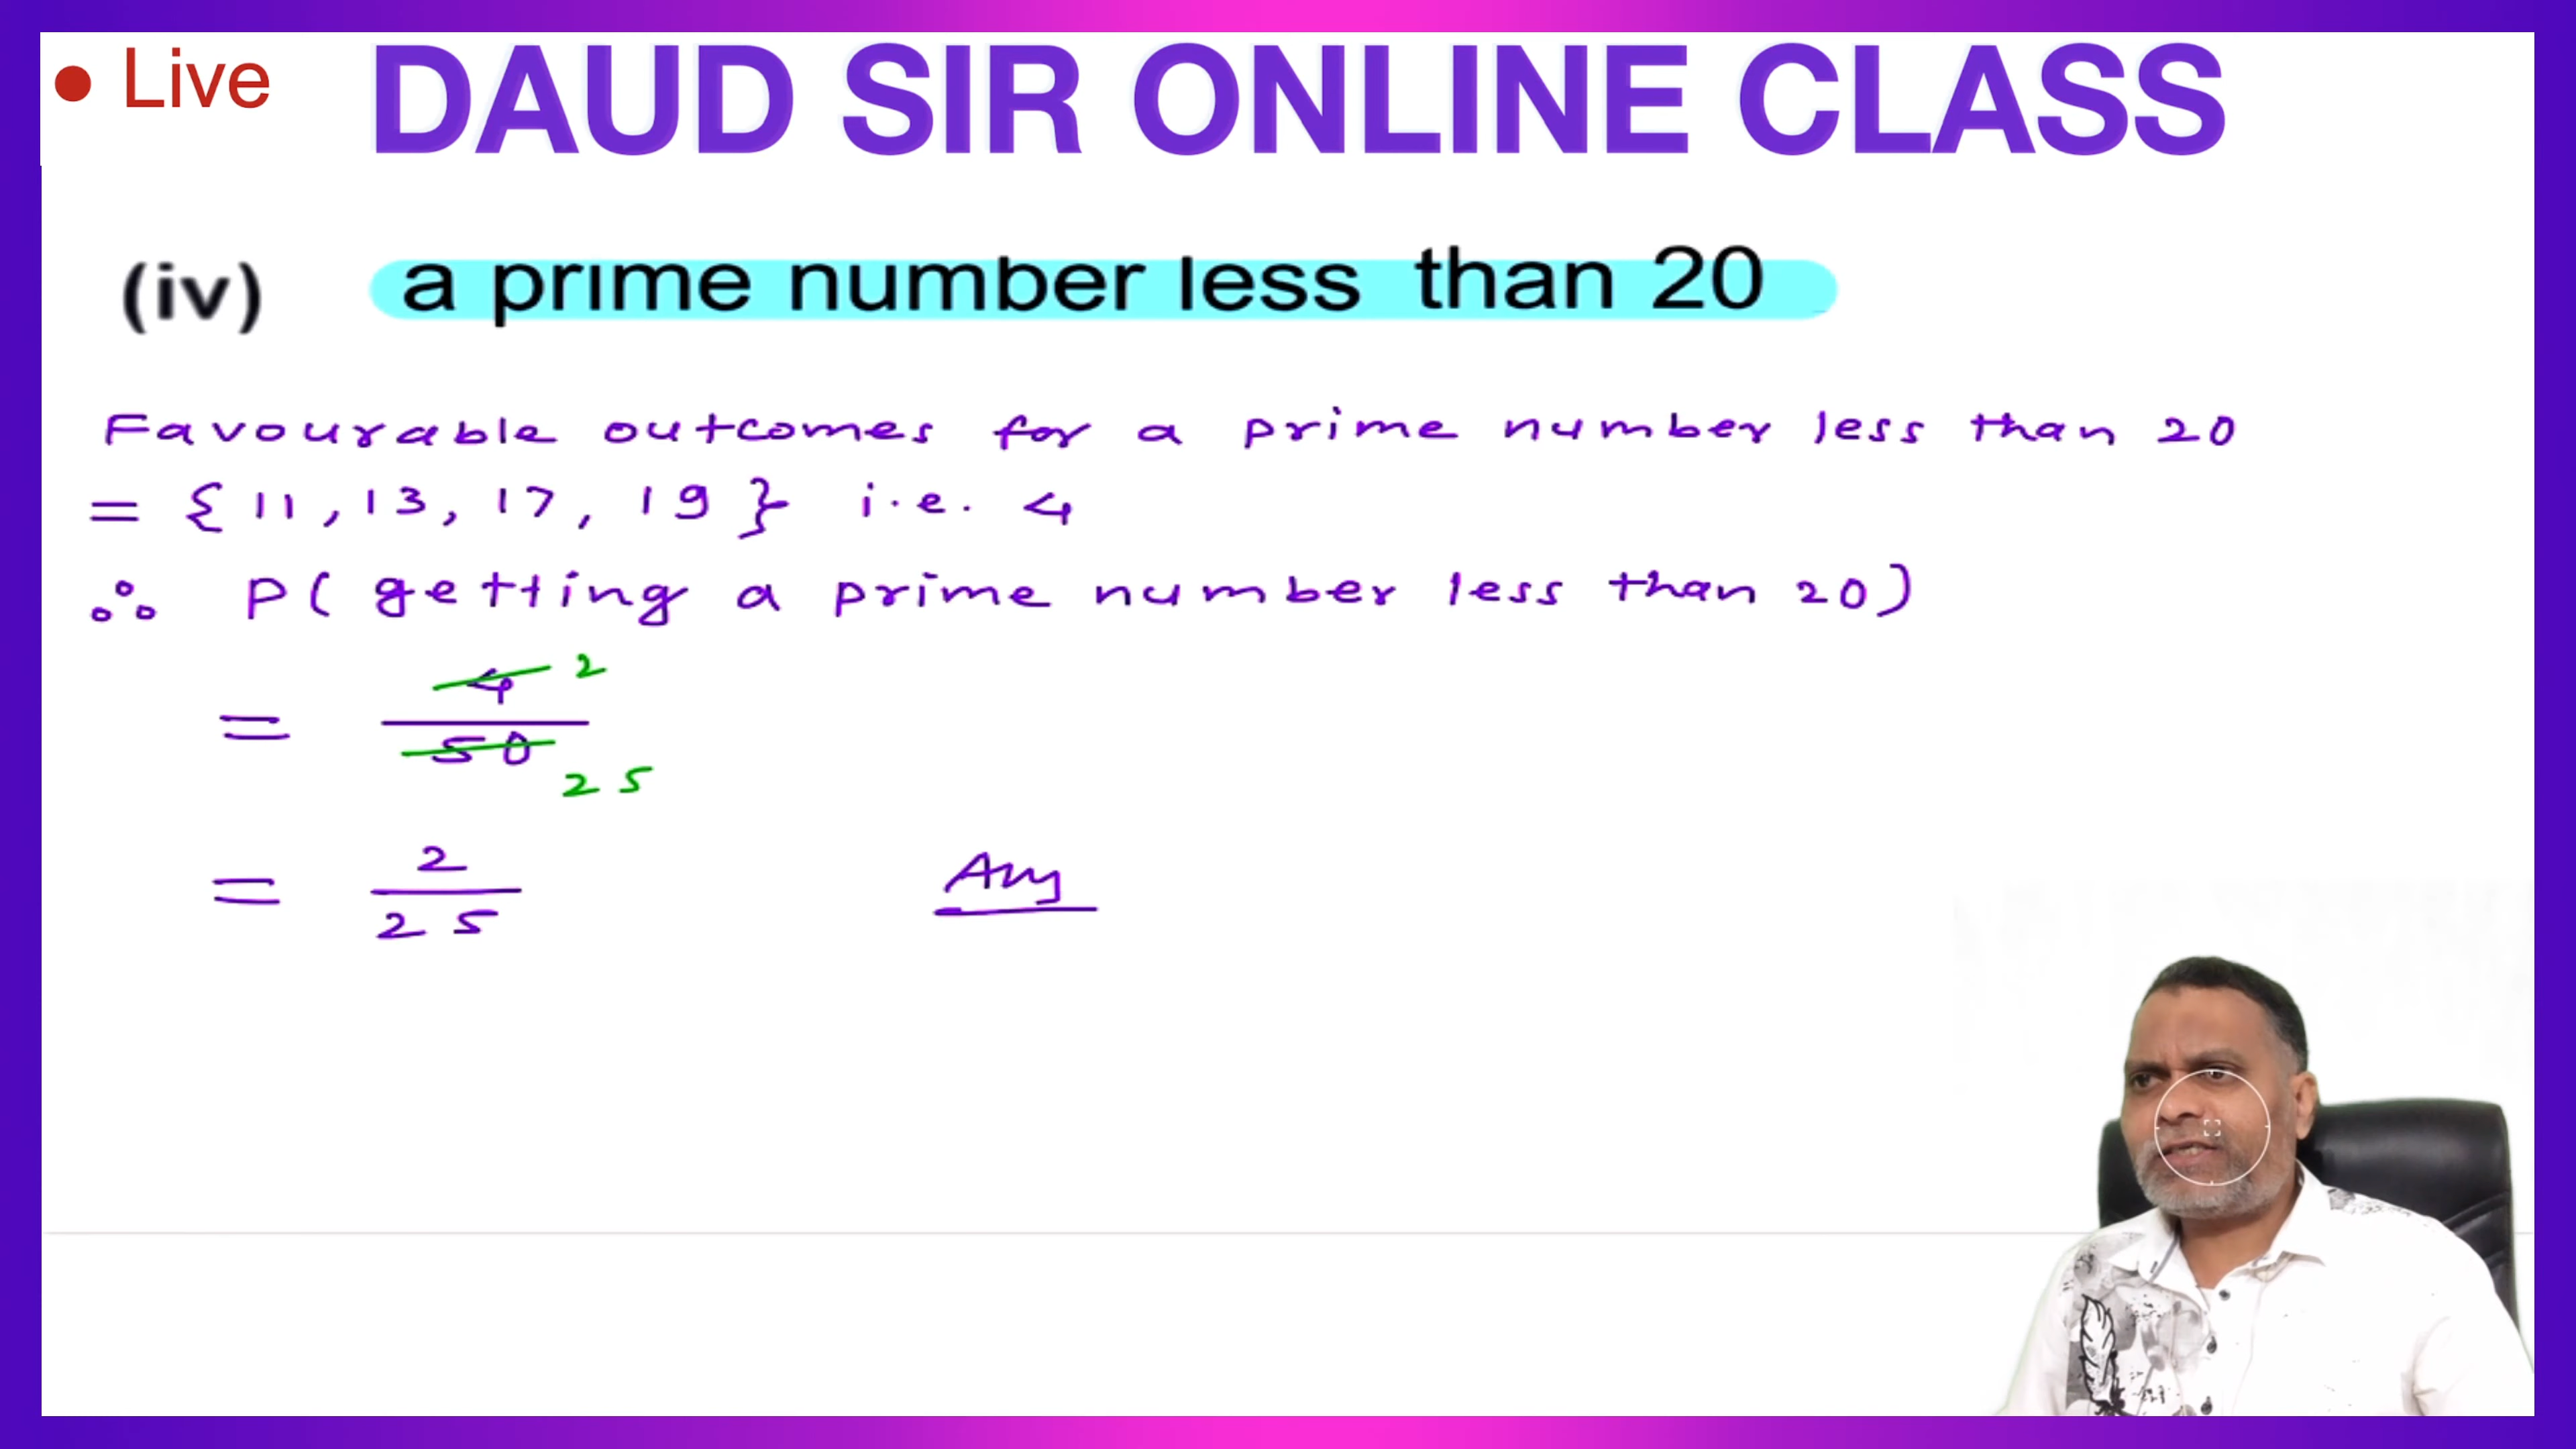 • Live DAUD SIR ONLINE CLASS
(iv) a prime number less than 20
Favourable outcomes for a prime number less than 20
= {11, 13, 17, 19} i.e. 4
∴ P( getting a prime number less than 20)
4 2
=
50
25
2
= Ans
25